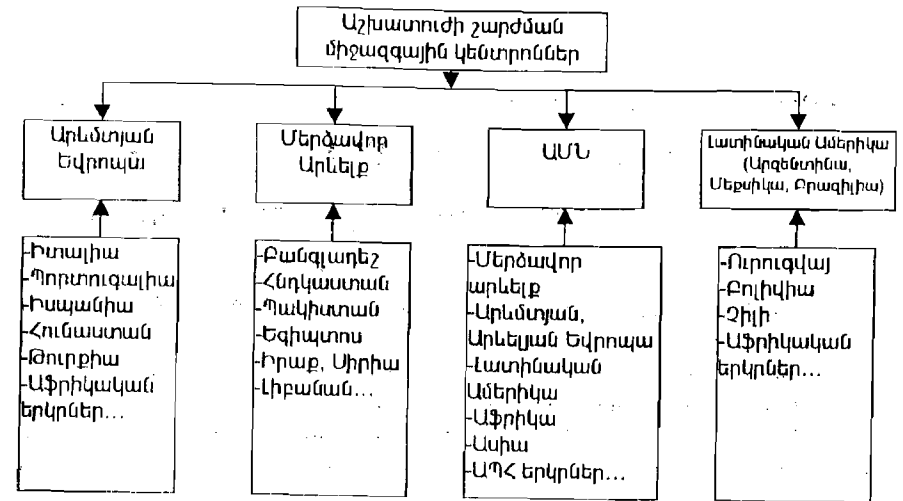 Աշխատուժի շարժման
միջազգային կենտրոններ
Արևմտյան
Եվրոպա
Մերձավոր
Արևելք
ԱՄՆ
Լատինական Ամերիկա
(Արգենտինա,
Մեքսիկա, Բրազիլիա)
-Իտալիա
-Պորտուգալիա
-Իսպանիա
-Հունաստան
-Թուրքիա
-Աֆրիկական
երկրներ...
-Բանգլադեշ
-Հնդկաստան
-Պակիստան
-Եգիպտոս
-Իրաք, Սիրիա
-Լիբանան...
-Մերձավոր
արևելք
-Արևմտյան,
Արևելյան Եվրոպա
-Լատինական
Ամերիկա
-Աֆրիկա
-Ասիա
-ԱՊՀ երկրներ...
-Ուրուգվայ
-Բոլիվիա
-Չիլի
-Աֆրիկական
երկրներ...